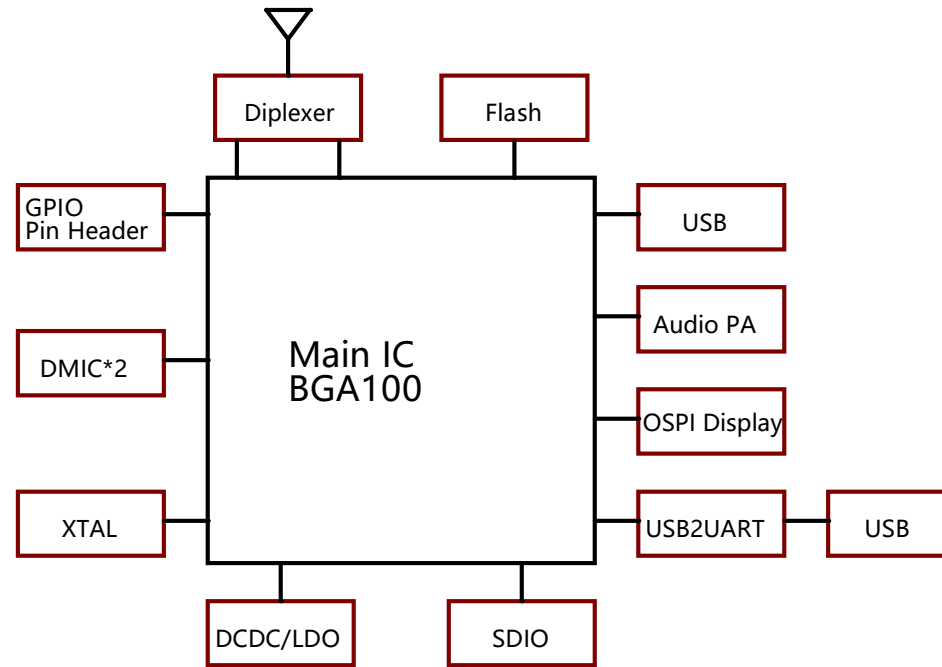 Diplexer
Flash
GPIO
Pin Header
USB
Audio PA
Main IC
BGA100
DMIC*2
OSPI Display
XTAL
USB2UART
USB
DCDC/LDO
SDIO